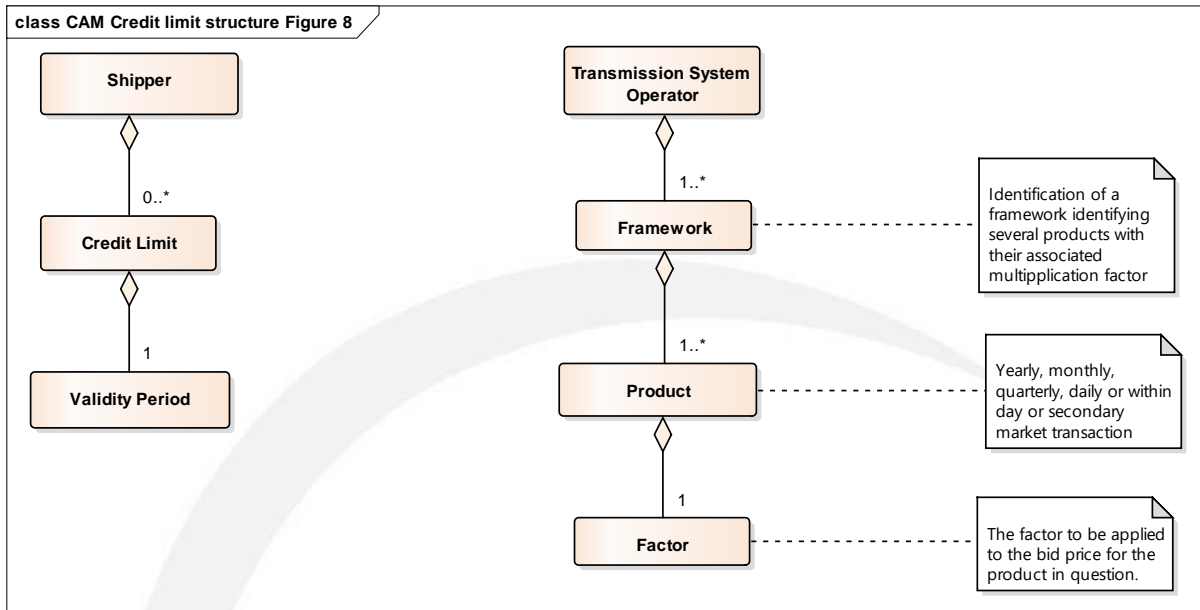 class CAM Credit limit structure Figure 8
Shipper
0..*
Credit Limit
1
Validity Period
Transmission System
Operator
1..*
Framework
Identification of a
framework identifying
several products with
their associated
multipplication factor
1..*
Product
Yearly, monthly,
quarterly, daily or within
day or secondary
market transaction
1
Factor
The factor to be applied
to the bid price for the
product in question.